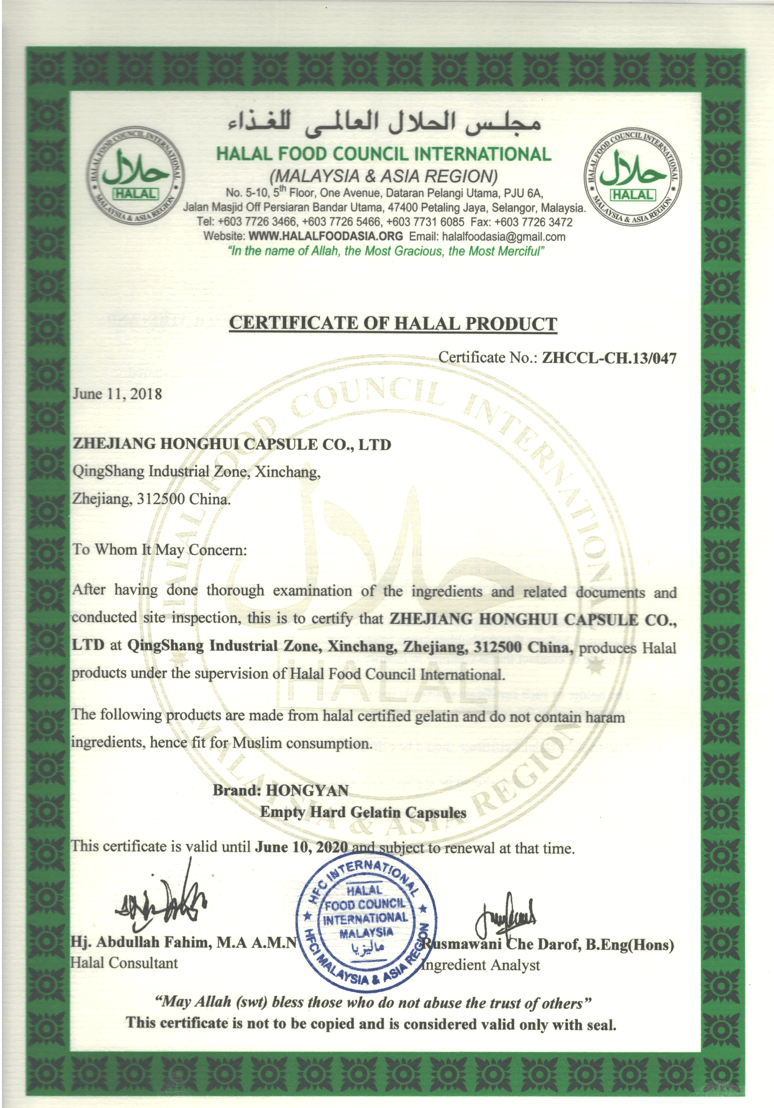 مجلس الحلال العالمي للغذاء
HALAL FOOD COUNCIL INTERNATIONAL
(MALAYSIA & ASIA REGION)
No. 5-10, 5th Floor, One Avenue, Dataran Pelangi Utama, PJU 6A,
Jalan Masjid Off Persiaran Bandar Utama, 47400 Petaling Jaya, Selangor, Malaysia.
Tel: +603 7726 3466, +603 7726 5466, +603 7731 6085 Fax: +603 7726 3472
Website: WWW.HALALFOODASIA.ORG Email: halalfoodasia@gmail.com
"In the name of Allah, the Most Gracious, the Most Merciful"
HALAL FOOD COUNCIL INTERNATIONAL
حلال
HALAL
MALAYSIA & ASIA REGION
HALAL FOOD COUNCIL INTERNATIONAL
حلال
HALAL
MALAYSIA & ASIA REGION
CERTIFICATE OF HALAL PRODUCT
Certificate No.: ZHCCL-CH.13/047
June 11, 2018
ZHEJIANG HONGHUI CAPSULE CO., LTD
QingShang Industrial Zone, Xinchang,
Zhejiang, 312500 China.
To Whom It May Concern:
After having done thorough examination of the ingredients and related documents and
conducted site inspection, this is to certify that ZHEJIANG HONGHUI CAPSULE CO.,
LTD at QingShang Industrial Zone, Xinchang, Zhejiang, 312500 China, produces Halal
products under the supervision of Halal Food Council International.
The following products are made from halal certified gelatin and do not contain haram
ingredients, hence fit for Muslim consumption.
Brand: HONGYAN
Empty Hard Gelatin Capsules
This certificate is valid until June 10, 2020 and subject to renewal at that time.
HALAL FOOD COUNCIL INTERNATIONAL
حلال
HALAL
MALAYSIA & ASIA REGION
HFC INTERNATIONAL
HALAL
FOOD COUNCIL
INTERNATIONAL
MALAYSIA
ماليزيا
HFCI MALAYSIA & ASIA REGION
Hj. Abdullah Fahim, M.A A.M.N
Halal Consultant
Rusmawani Che Darof, B.Eng(Hons)
Ingredient Analyst
"May Allah (swt) bless those who do not abuse the trust of others"
This certificate is not to be copied and is considered valid only with seal.